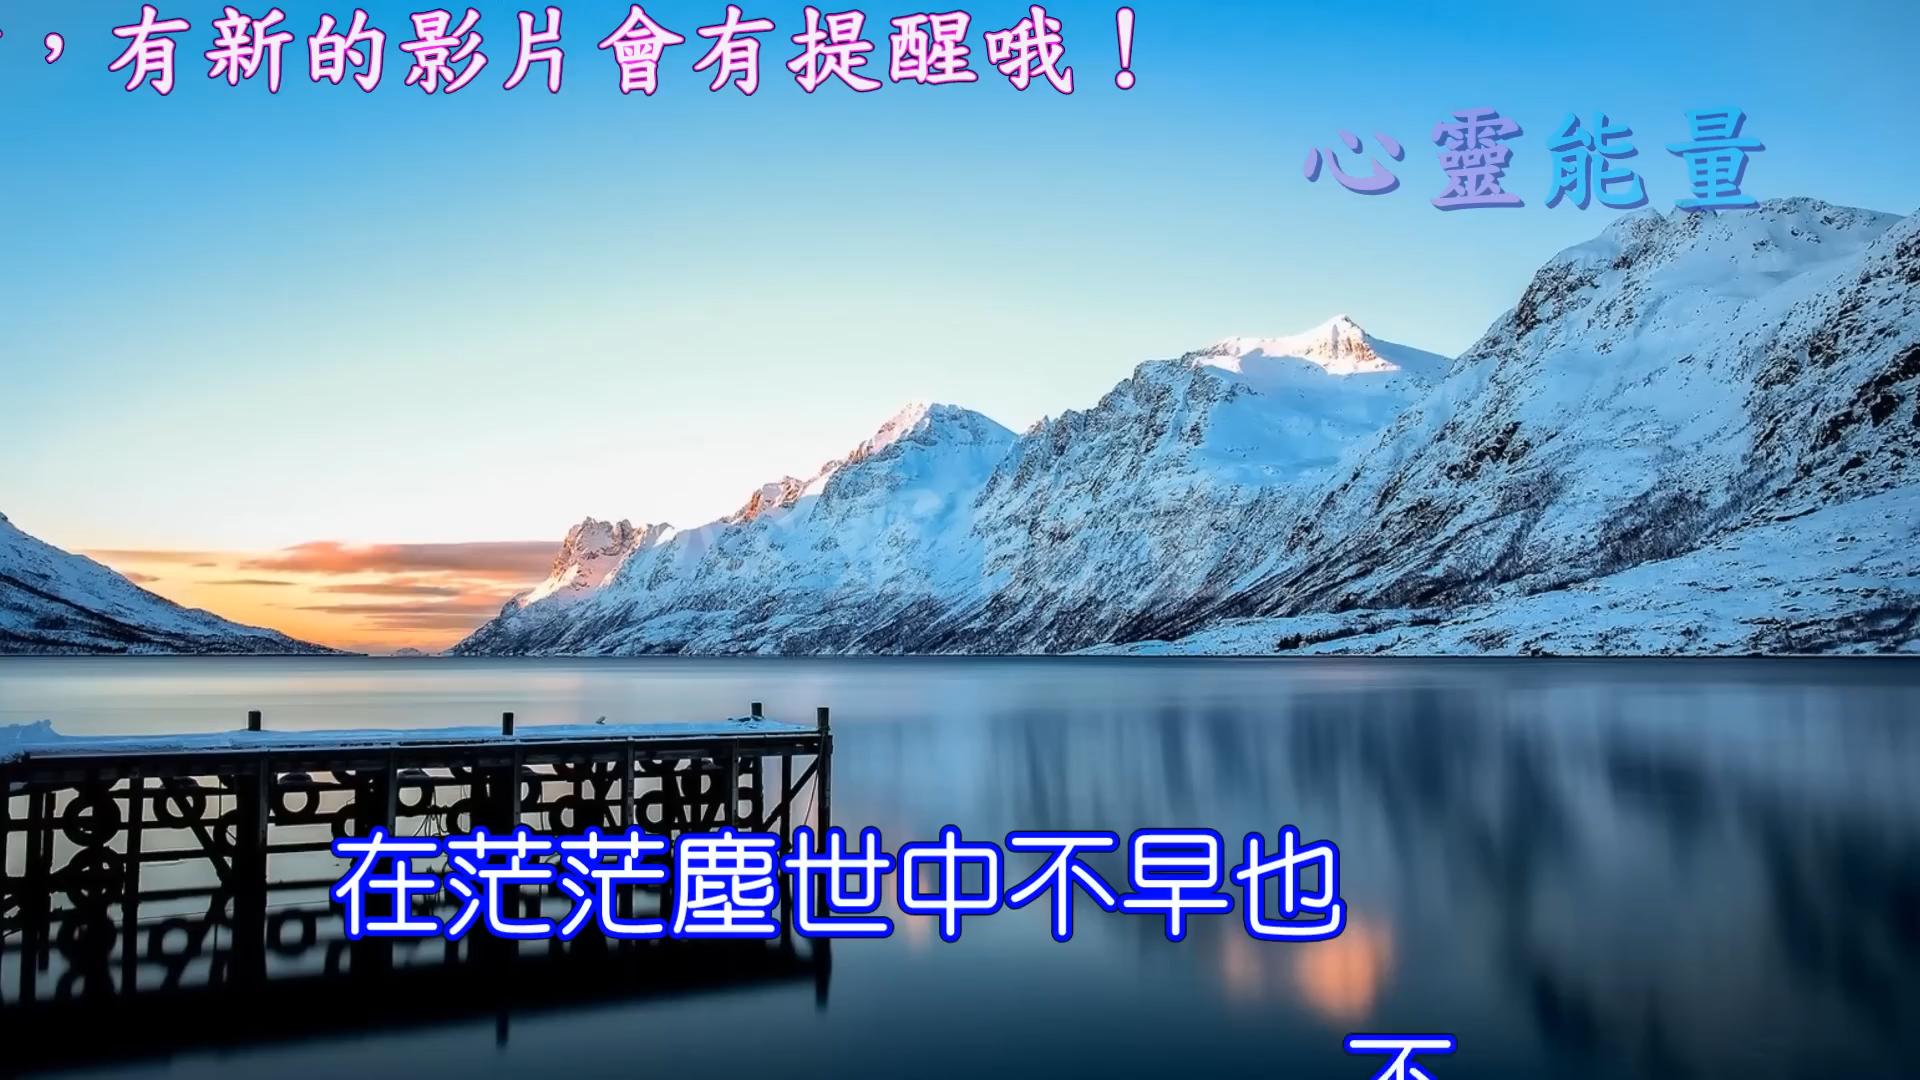 ，有新的影片會有提醒哦！
心靈能量
在茫茫塵世中不早也
不